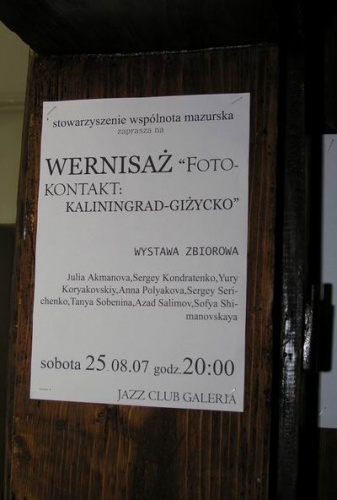 stowarzyszenie wspólnota mazurska
zaprasza na
WERNISAŻ “FOTO-
KONTAKT:
KALININGRAD-GIŻYCKO”
WYSTAWA ZBIOROWA
Julia Akmanova,Sergey Kondratenko,Yury
Koryakovskiy,Anna Polyakova,Sergey Seri-
chenko,Tanya Sobenina,Azad Salimov,Sofya Shi-
manovskaya
sobota 25.08.07 godz.20:00
JAZZ CLUB GALERIA